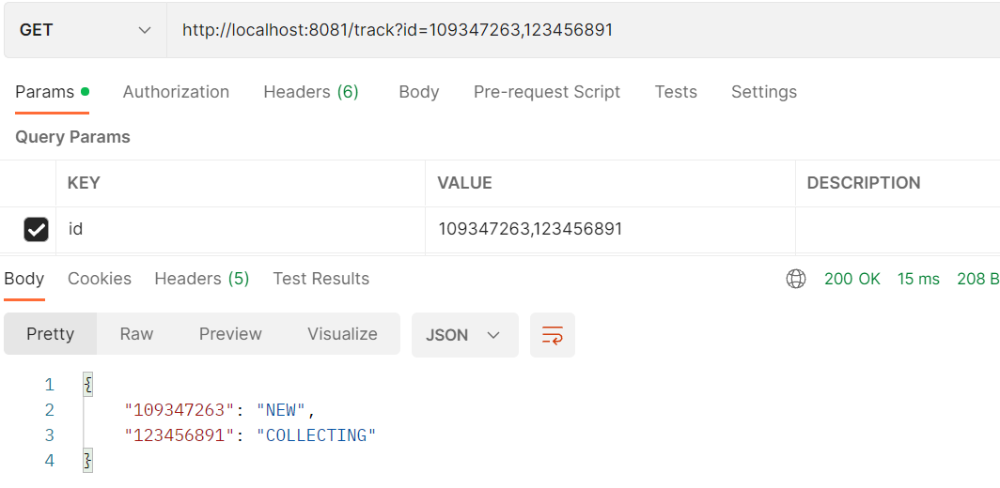 GET http://localhost:8081/track?id=109347263,123456891
Params Authorization Headers (6) Body Pre-request Script Tests Settings
Query Params
KEY VALUE DESCRIPTION
id 109347263,123456891
Body Cookies Headers (5) Test Results 200 OK 15 ms 208 B
Pretty Raw Preview Visualize JSON
1 {
2 "109347263": "NEW",
3 "123456891": "COLLECTING"
4 }